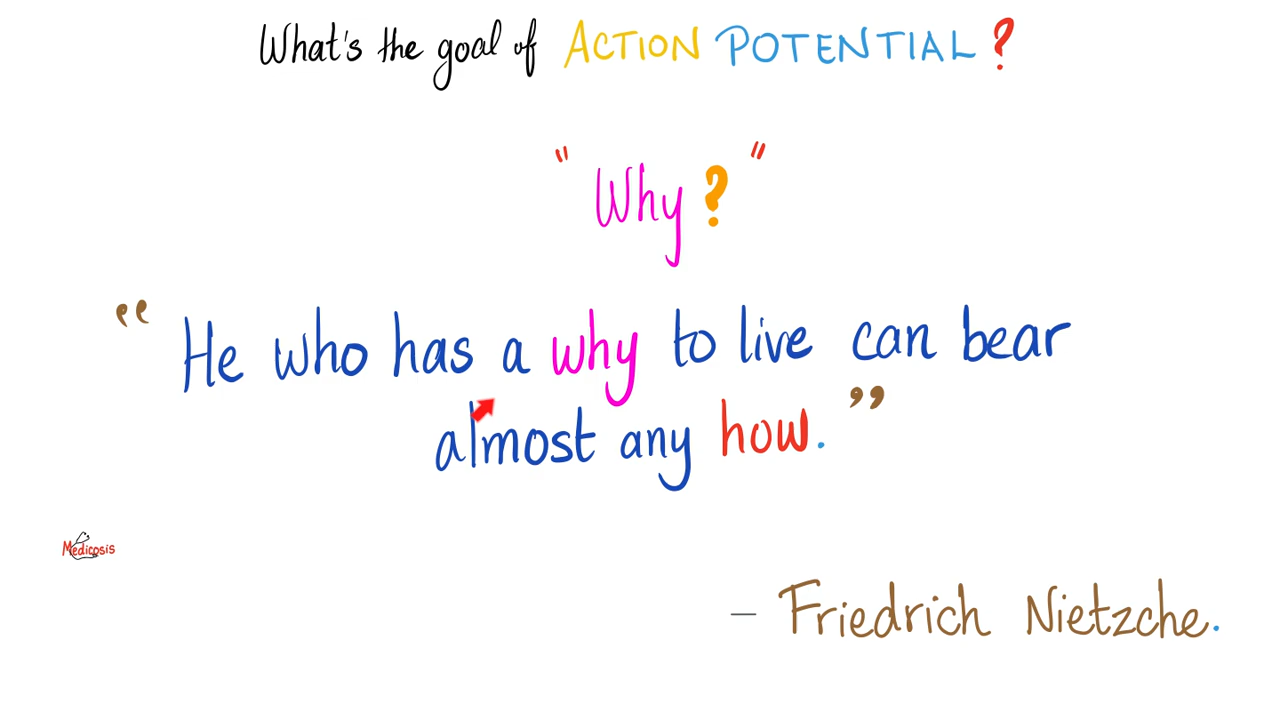 What's the goal of ACTION POTENTIAL?
"Why?"
“He who has a why to live can bear
almost any how.”
Medicosis
— Friedrich Nietzche.